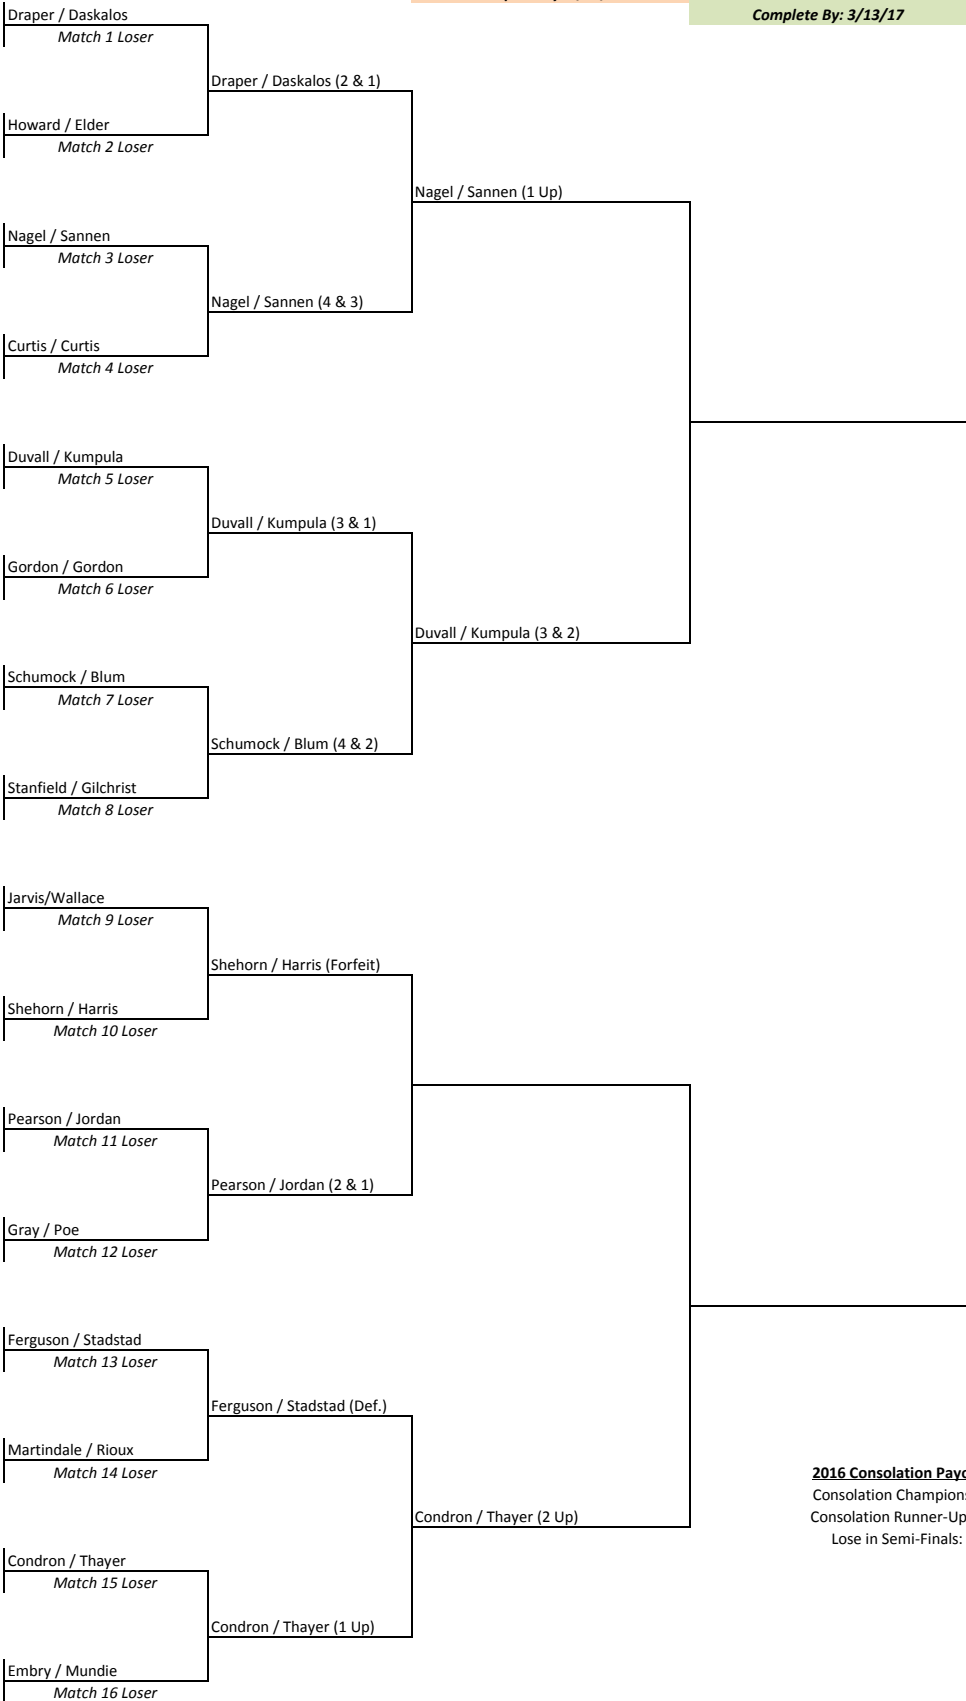 Complete By: 3/13/17
Draper / Daskalos
Match 1 Loser
Draper / Daskalos (2 & 1)
Howard / Elder
Match 2 Loser
Nagel / Sannen (1 Up)
Nagel / Sannen
Match 3 Loser
Nagel / Sannen (4 & 3)
Curtis / Curtis
Match 4 Loser
Duvall / Kumpula
Match 5 Loser
Duvall / Kumpula (3 & 1)
Gordon / Gordon
Match 6 Loser
Duvall / Kumpula (3 & 2)
Schumock / Blum
Match 7 Loser
Schumock / Blum (4 & 2)
Stanfield / Gilchrist
Match 8 Loser
Jarvis/Wallace
Match 9 Loser
Shehorn / Harris (Forfeit)
Shehorn / Harris
Match 10 Loser
Pearson / Jordan
Match 11 Loser
Pearson / Jordan (2 & 1)
Gray / Poe
Match 12 Loser
Ferguson / Stadstad
Match 13 Loser
Ferguson / Stadstad (Def.)
Martindale / Rioux
Match 14 Loser
2016 Consolation
Consolation
Consolation Runner-Up
Lose in Semi-Finals:
Condron / Thayer (2 Up)
Condron / Thayer
Match 15 Loser
Condron / Thayer (1 Up)
Embry / Mundie
Match 16 Loser